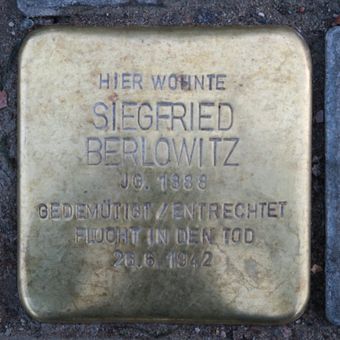 HIER WOHNTE
SIEGFRIED
BERLOWITZ
JG. 1888
GEDEMÜTIGT / ENTRECHTET
FLUCHT IN DEN TOD
26.6.1942